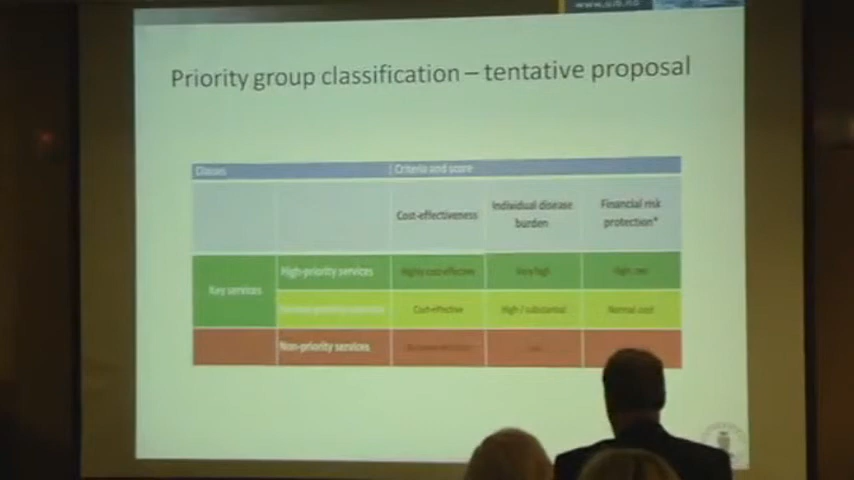 www.uib.no
Priority group classification – tentative proposal
Classes
Criteria and score
Cost-effectiveness
Individual disease
burden
Financial risk
protection*
Key services
High-priority services
Highly cost-effective
Very high
High cost
Cost-effective
High / substantial
Normal cost
Non-priority services